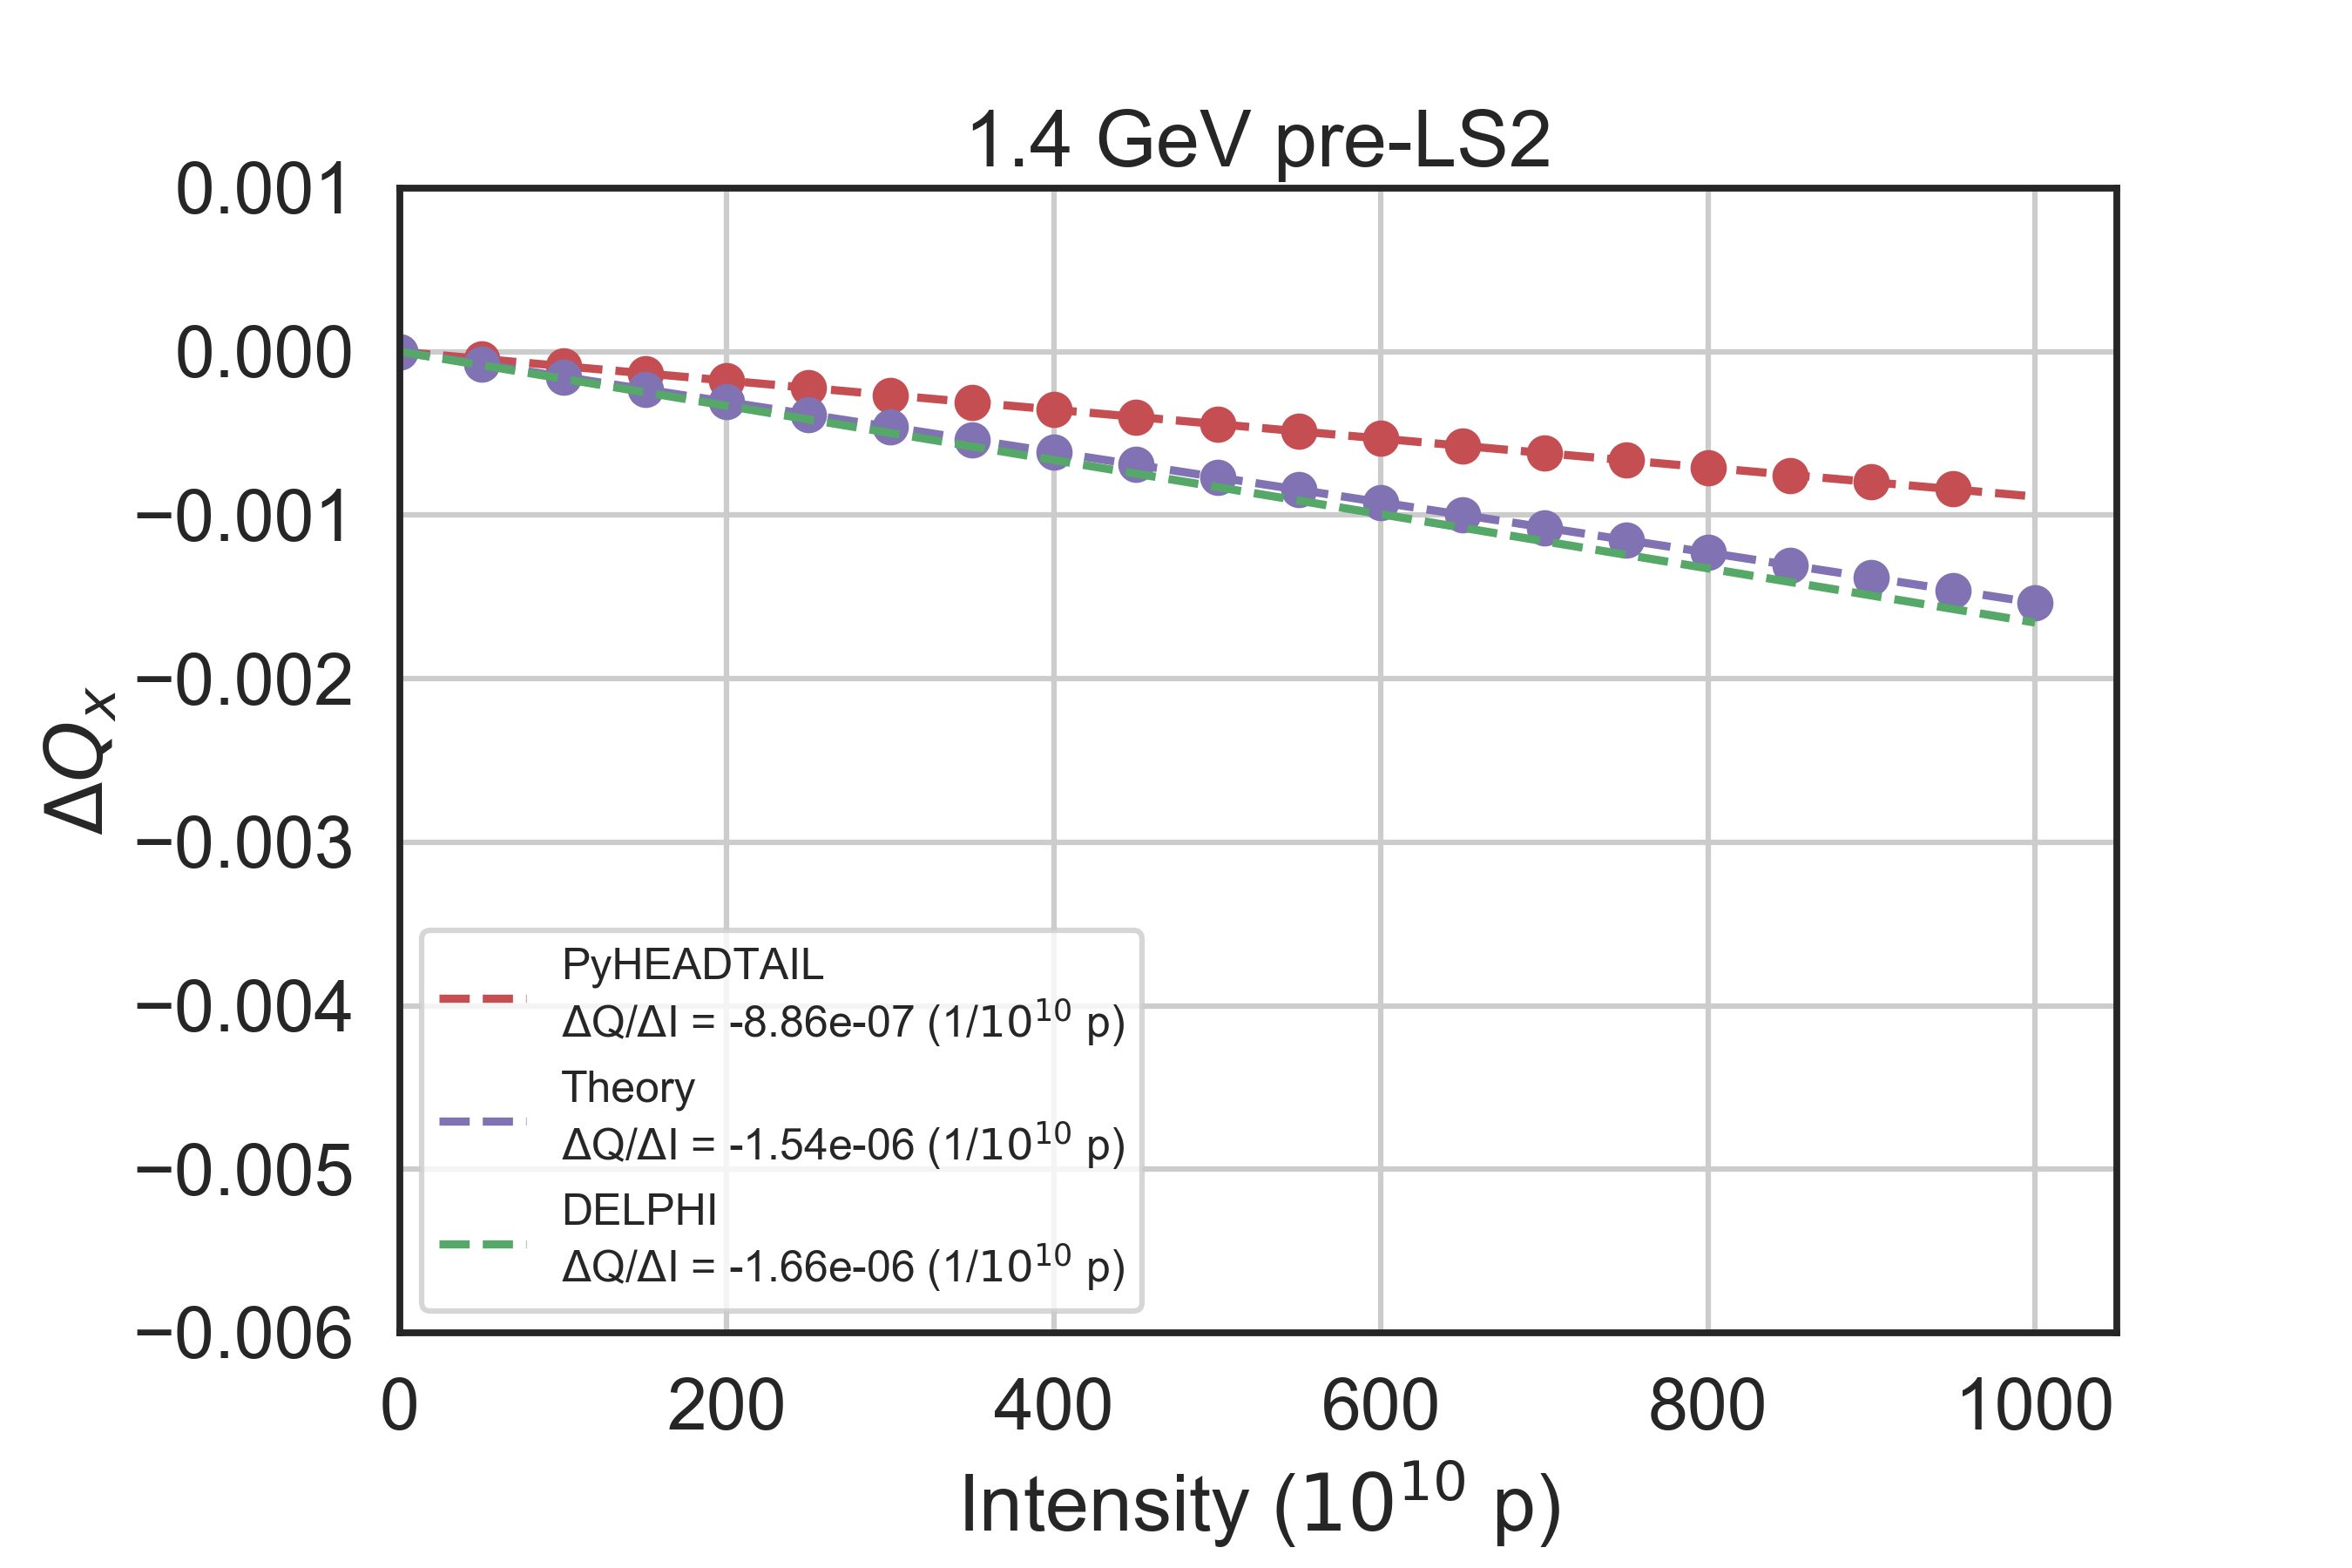 1.4 GeV pre-LS2
0.001
0.000
−0.001
−0.002
−0.003
−0.004
−0.005
−0.006
ΔQₓ
PyHEADTAIL
ΔQ/ΔI = -8.86e-07 (1/10¹⁰ p)
Theory
ΔQ/ΔI = -1.54e-06 (1/10¹⁰ p)
DELPHI
ΔQ/ΔI = -1.66e-06 (1/10¹⁰ p)
0 200 400 600 800 1000
Intensity (10¹⁰ p)